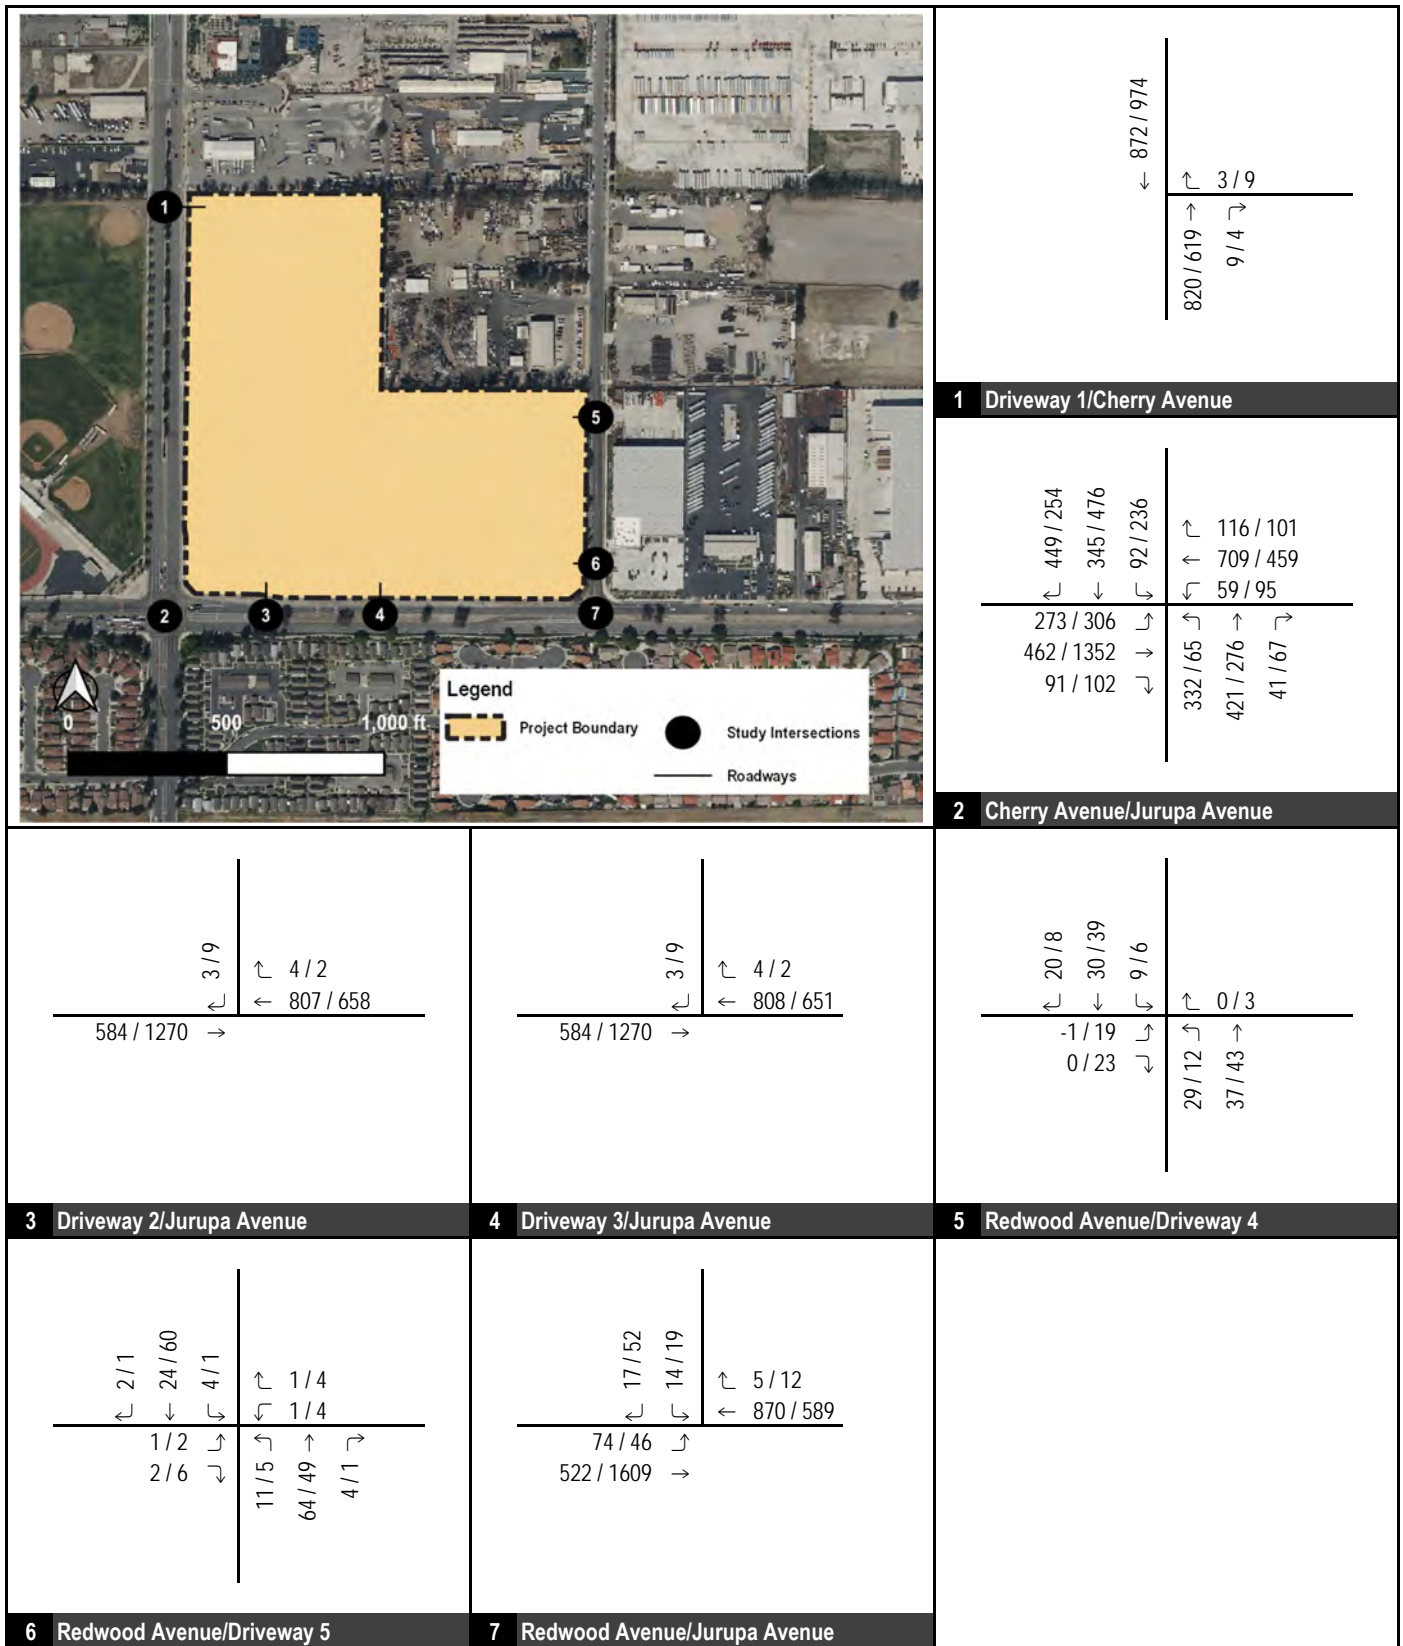 1
2
3
4
5
6
7
0 500 1,000 ft.
Legend
Project Boundary
Study Intersections
Roadways
872 / 974
3 / 9
820 / 619
9 / 4
1 Driveway 1/Cherry Avenue
449 / 254
345 / 476
92 / 236
116 / 101
709 / 459
59 / 95
273 / 306
462 / 1352
91 / 102
332 / 65
421 / 276
41 / 67
2 Cherry Avenue/Jurupa Avenue
3 / 9
4 / 2
807 / 658
584 / 1270
3 Driveway 2/Jurupa Avenue
3 / 9
4 / 2
808 / 651
584 / 1270
4 Driveway 3/Jurupa Avenue
20 / 8
30 / 39
9 / 6
0 / 3
-1 / 19
0 / 23
29 / 12
37 / 43
5 Redwood Avenue/Driveway 4
2 / 1
24 / 60
4 / 1
1 / 4
1 / 4
1 / 2
2 / 6
11 / 5
64 / 49
4 / 1
6 Redwood Avenue/Driveway 5
17 / 52
14 / 19
5 / 12
870 / 589
74 / 46
522 / 1609
7 Redwood Avenue/Jurupa Avenue